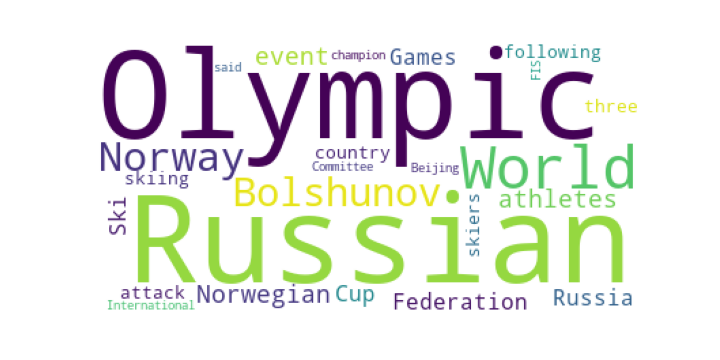 said
event
champion
Games
following
Olympic
FIS
three
Norway
country
World
skiing
Committee
Beijing
Bolshunov
athletes
Ski
Russian
skiers
attack
Norwegian
Cup
Federation
Russia
International